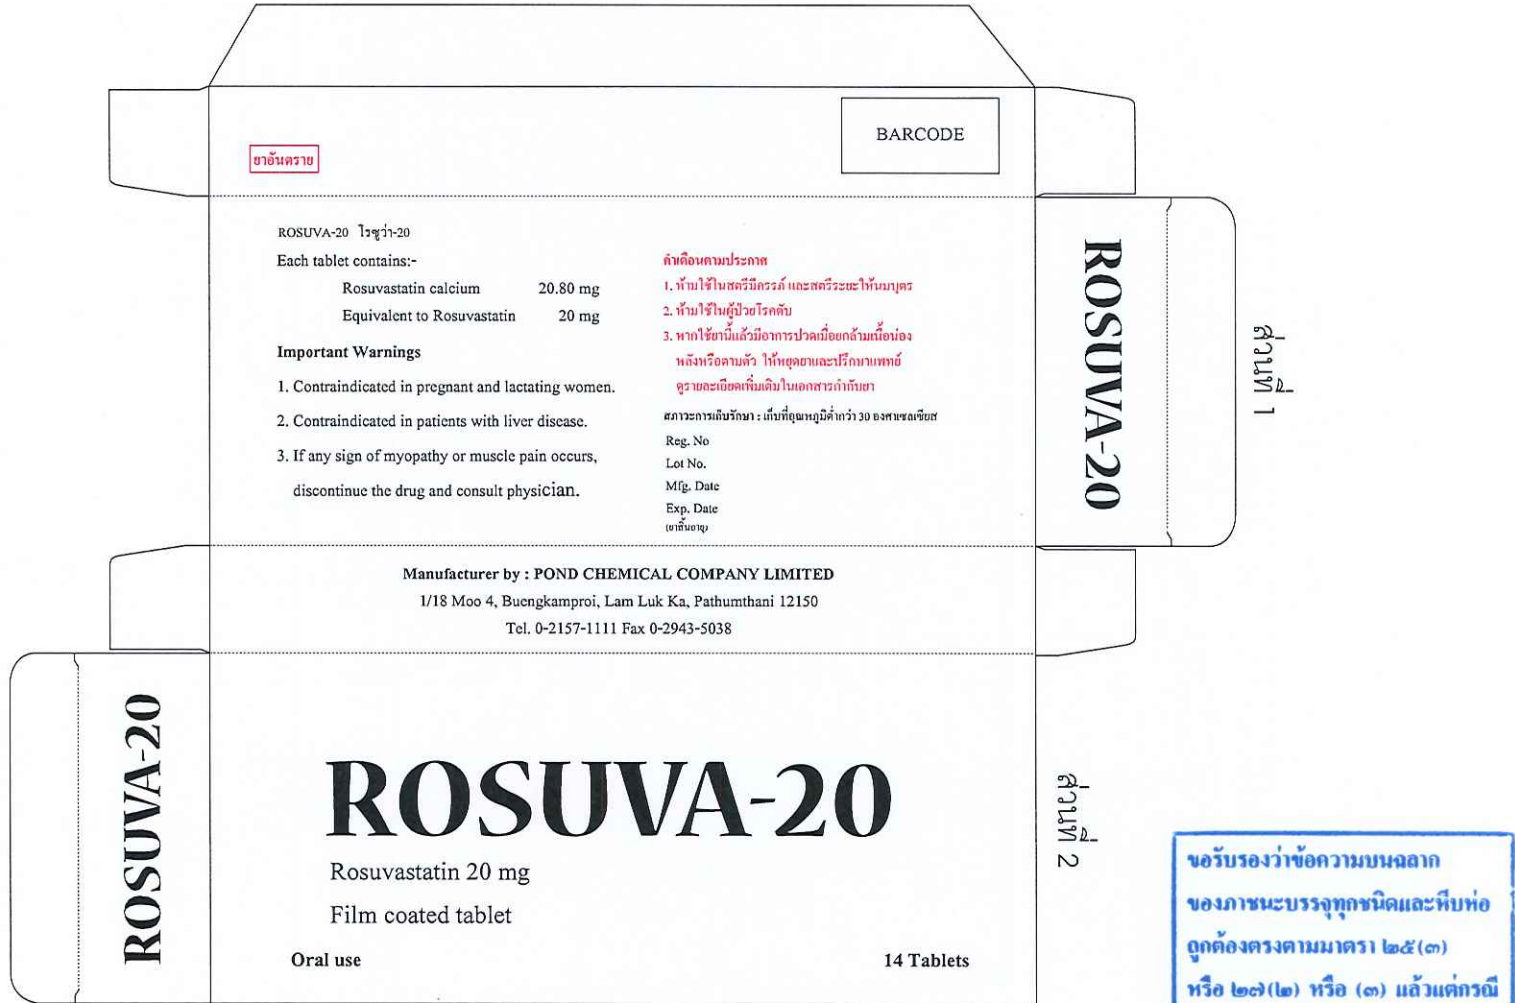 BARCODE
ยาอันตราย
ROSUVA-20 โรซูว่า-20
Each tablet contains:-
Rosuvastatin calcium 20.80 mg
Equivalent to Rosuvastatin 20 mg
Important Warnings
1. Contraindicated in pregnant and lactating women.
2. Contraindicated in patients with liver disease.
3. If any sign of myopathy or muscle pain occurs,
discontinue the drug and consult physician.
คำเตือนตามประกาศ
1. ห้ามใช้ในสตรีมีครรภ์ และสตรีระยะให้นมบุตร
2. ห้ามใช้ในผู้ป่วยโรคตับ
3. หากใช้ยานี้แล้วมีอาการปวดเมื่อยกล้ามเนื้อน่อง
หลังหรือตามตัว ให้หยุดยาและปรึกษาแพทย์
ดูรายละเอียดเพิ่มเติมในเอกสารกำกับยา
สภาวะการเก็บรักษา : เก็บที่อุณหภูมิต่ำกว่า 30 องศาเซลเซียส
Reg. No
Lot No.
Mfg. Date
Exp. Date
(ยาสิ้นอายุ)
ROSUVA-20
ส่วนที่ 1
Manufacturer by : POND CHEMICAL COMPANY LIMITED
1/18 Moo 4, Buengkamproi, Lam Luk Ka, Pathumthani 12150
Tel. 0-2157-1111 Fax 0-2943-5038
ROSUVA-20
ROSUVA-20
Rosuvastatin 20 mg
Film coated tablet
Oral use 14 Tablets
ส่วนที่ 2
ขอรับรองว่าข้อความบนฉลาก
ของภาชนะบรรจุทุกชนิดและหีบห่อ
ถูกต้องตรงตามมาตรา ๒๕(๓)
หรือ ๒๗(๒) หรือ (๓) แล้วแต่กรณี